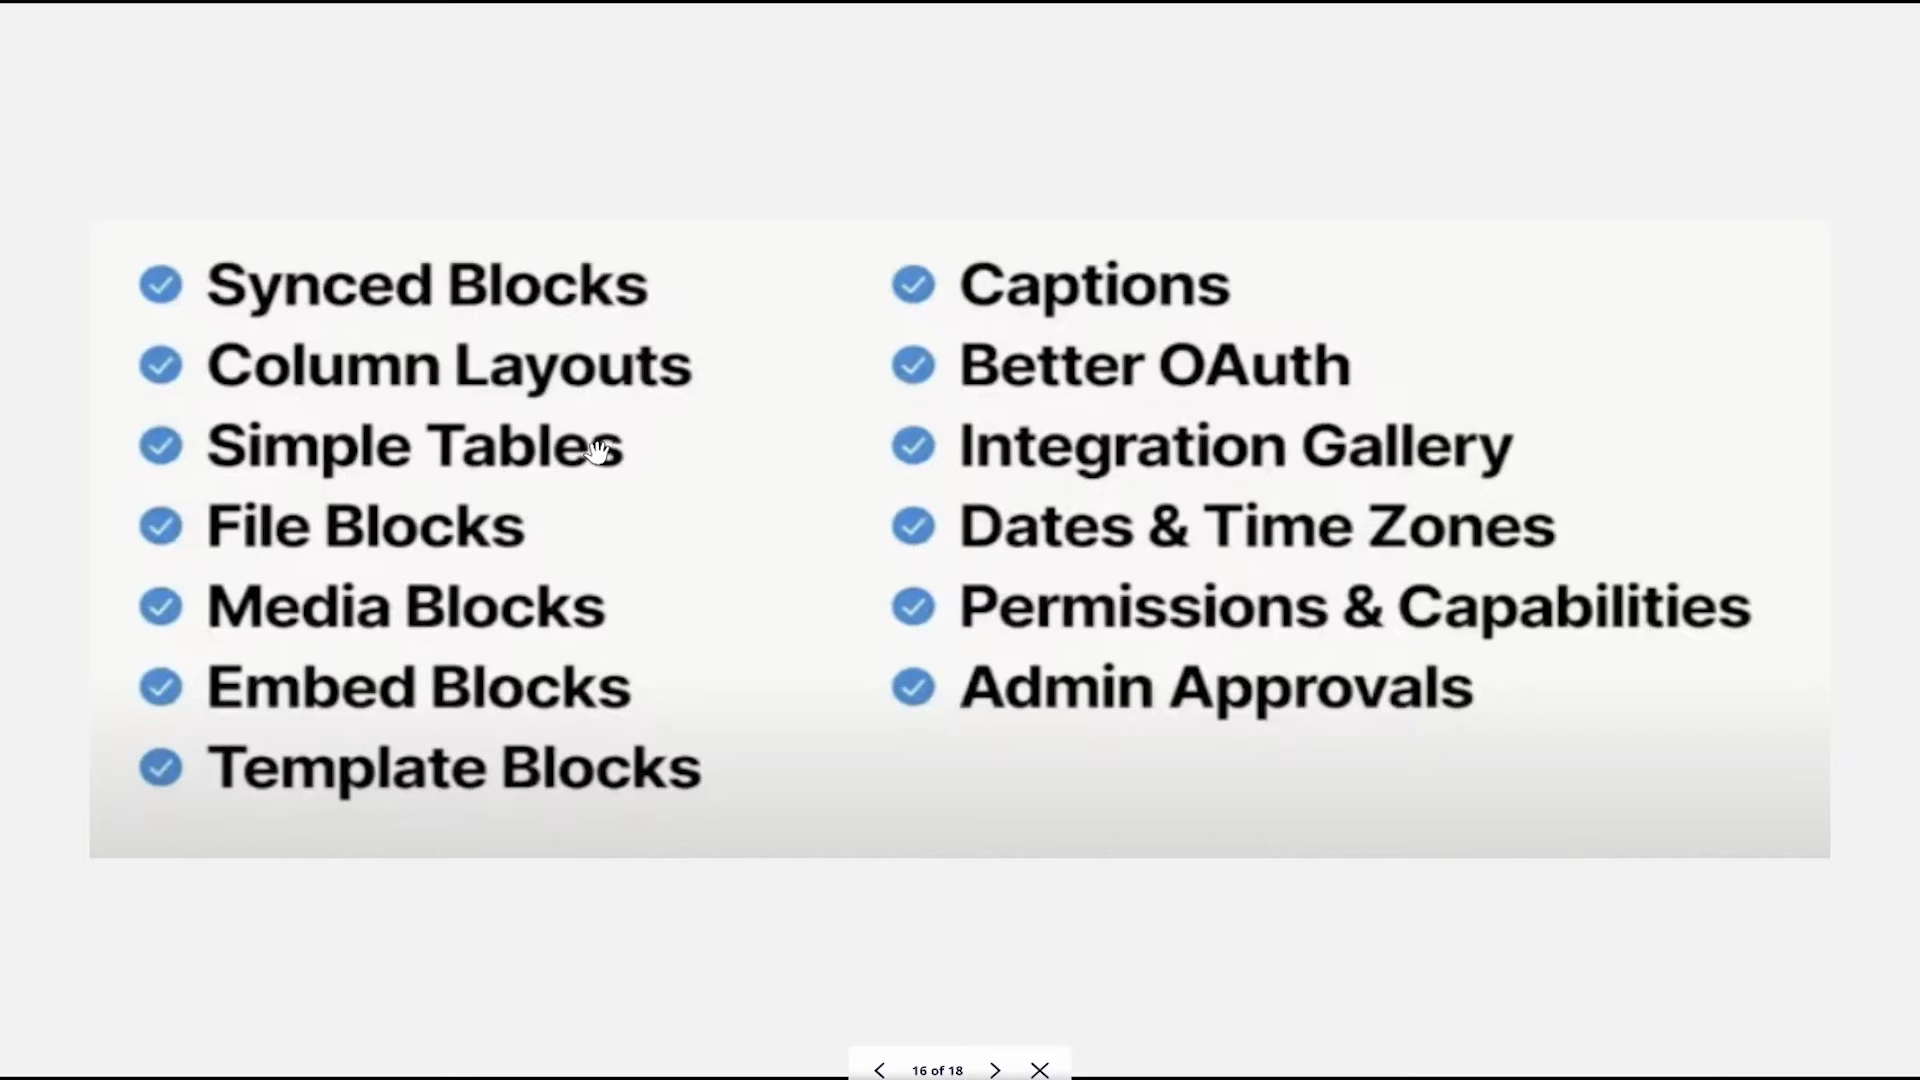 Synced Blocks
Column Layouts
Simple Tables
File Blocks
Media Blocks
Embed Blocks
Template Blocks
Captions
Better OAuth
Integration Gallery
Dates & Time Zones
Permissions & Capabilities
Admin Approvals
16 of 18